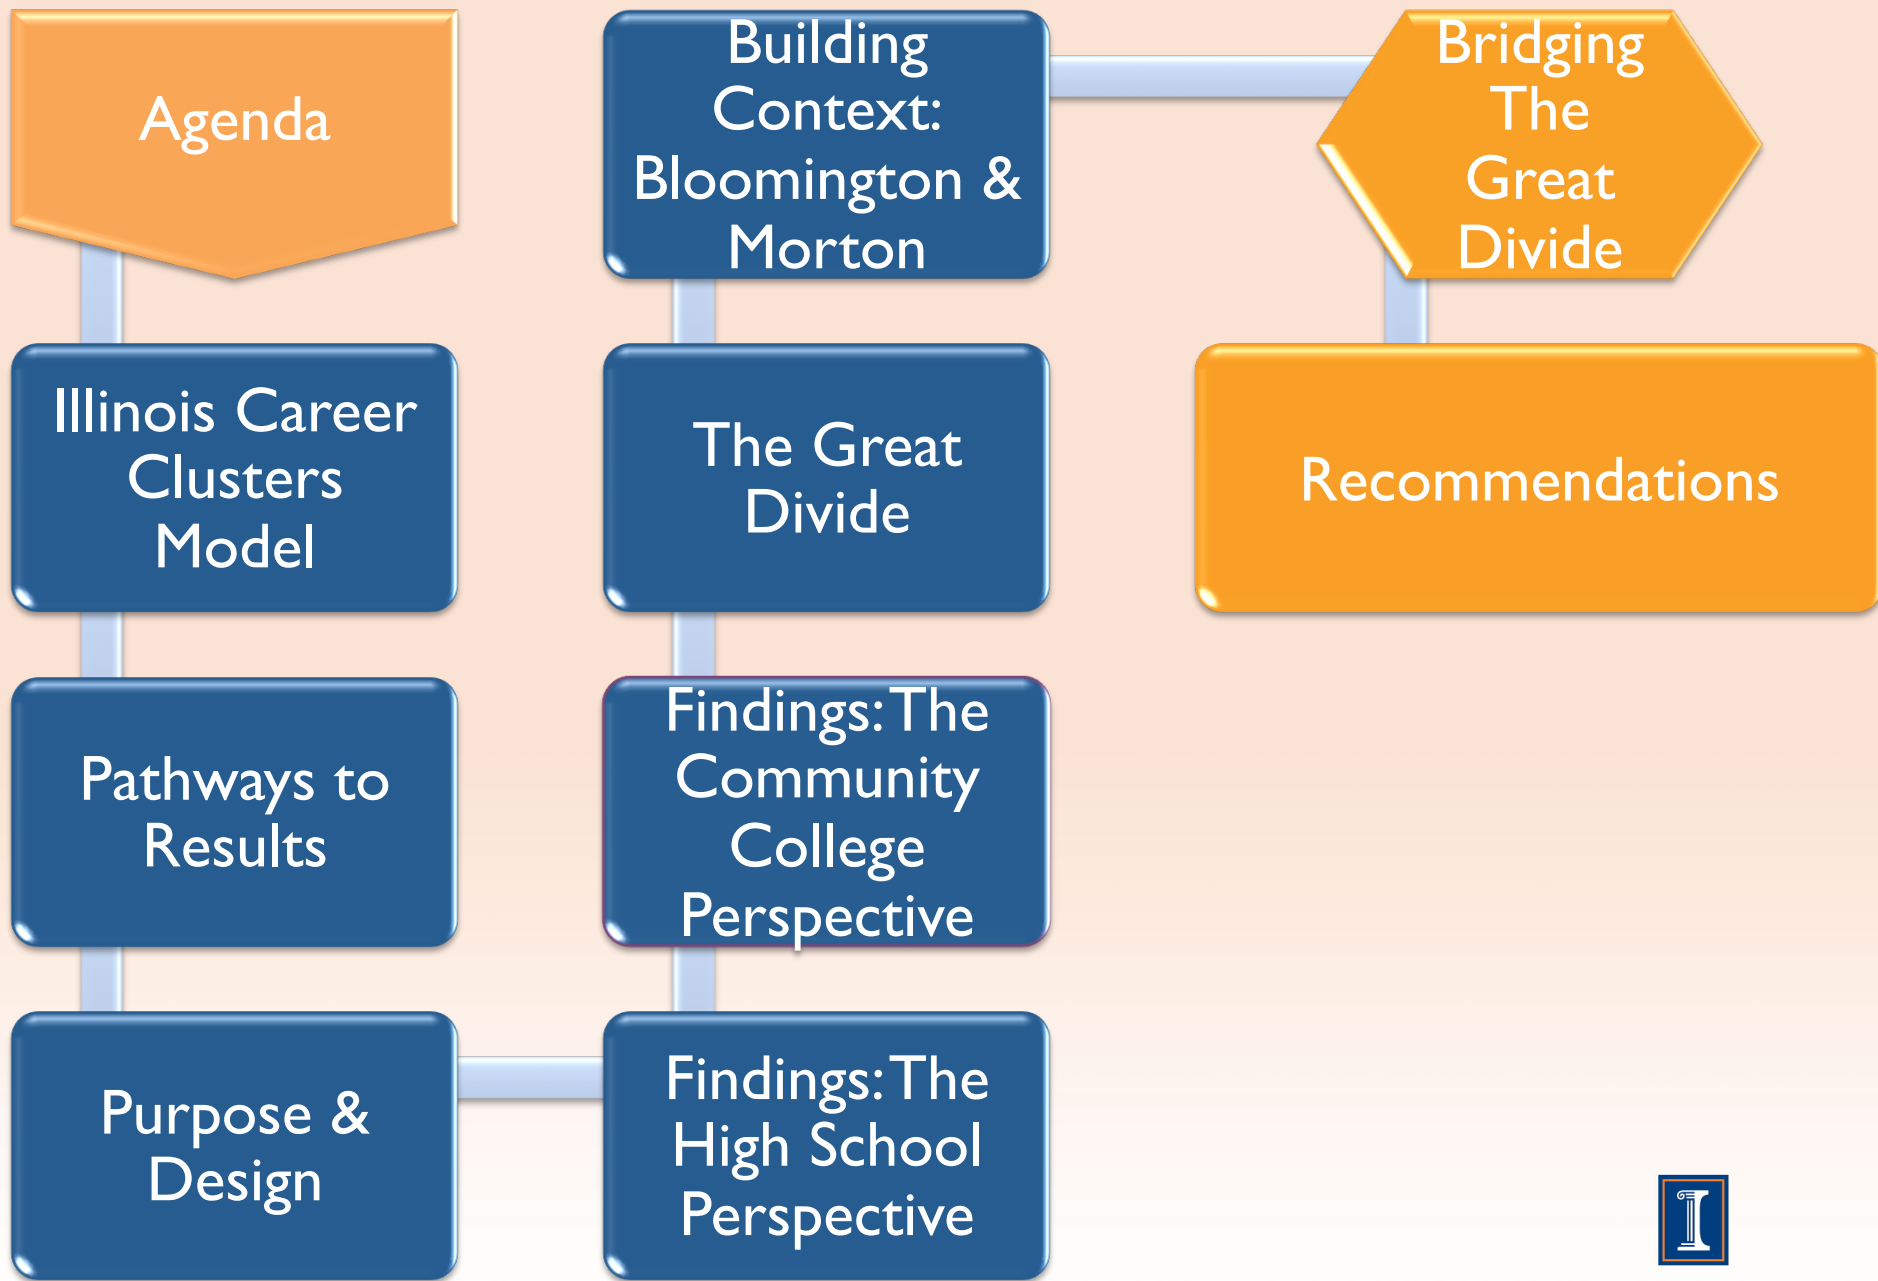 Agenda
Illinois Career
Clusters
Model
Pathways to
Results
Purpose &
Design
Findings: The
High School
Perspective
Findings: The
Community
College
Perspective
The Great
Divide
Building
Context:
Bloomington &
Morton
Bridging
The
Great
Divide
Recommendations
I